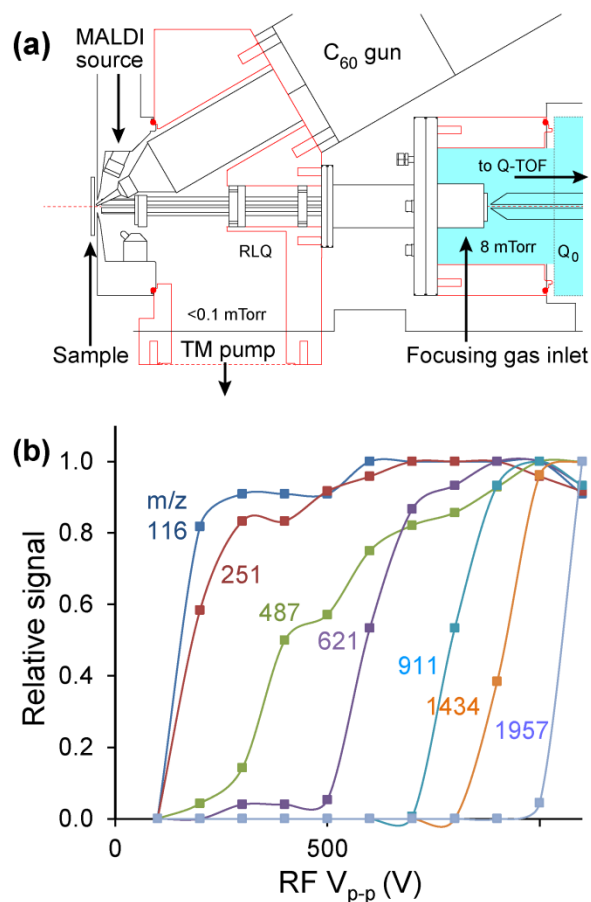 (a)
MALDI
source
C60 gun
to Q-TOF
8 mTorr
Q0
RLQ
<0.1 mTorr
Sample
TM pump
Focusing gas inlet
(b)
1.0
0.8
0.6
0.4
0.2
0.0
Relative signal
m/z
116
251
487
621
911
1434
1957
0
500
RF Vp-p (V)